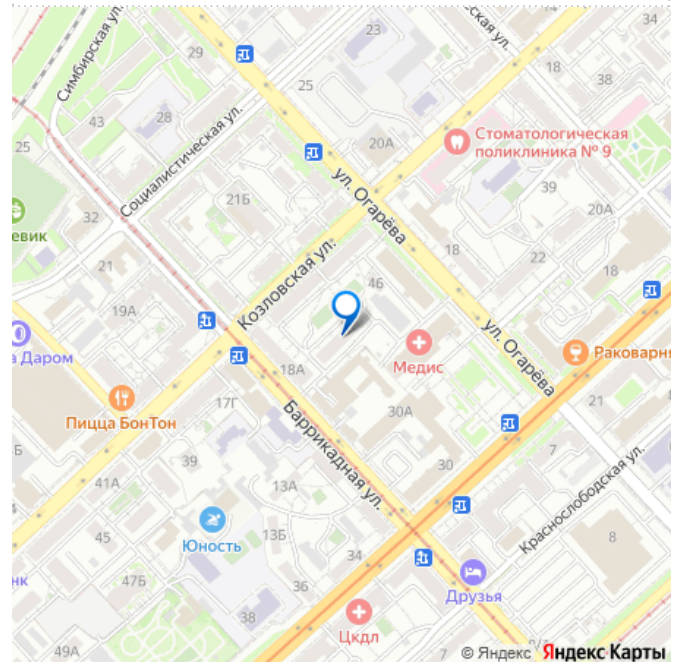 Симбирская ул.
29
23
25
ская ул.
18
38
25
43
28
Социалистическая ул.
20А
Стоматологическая
поликлиника № 9
ул. Огарёва
39
21Б
20А
32
евик
21
Козловская ул.
46
18
22
19А
а Даром
18А
Медис
ул. Огарёва
Раковарня
Пицца БонТон
17Г
30А
21
Баррикадная ул.
Б
39
30
7
41А
13А
Краснослободская ул.
Юность
13Б
8
45
34
нк
47Б
36
Друзья
38
7
Цкдл
49А
© Яндекс Яндекс Карты